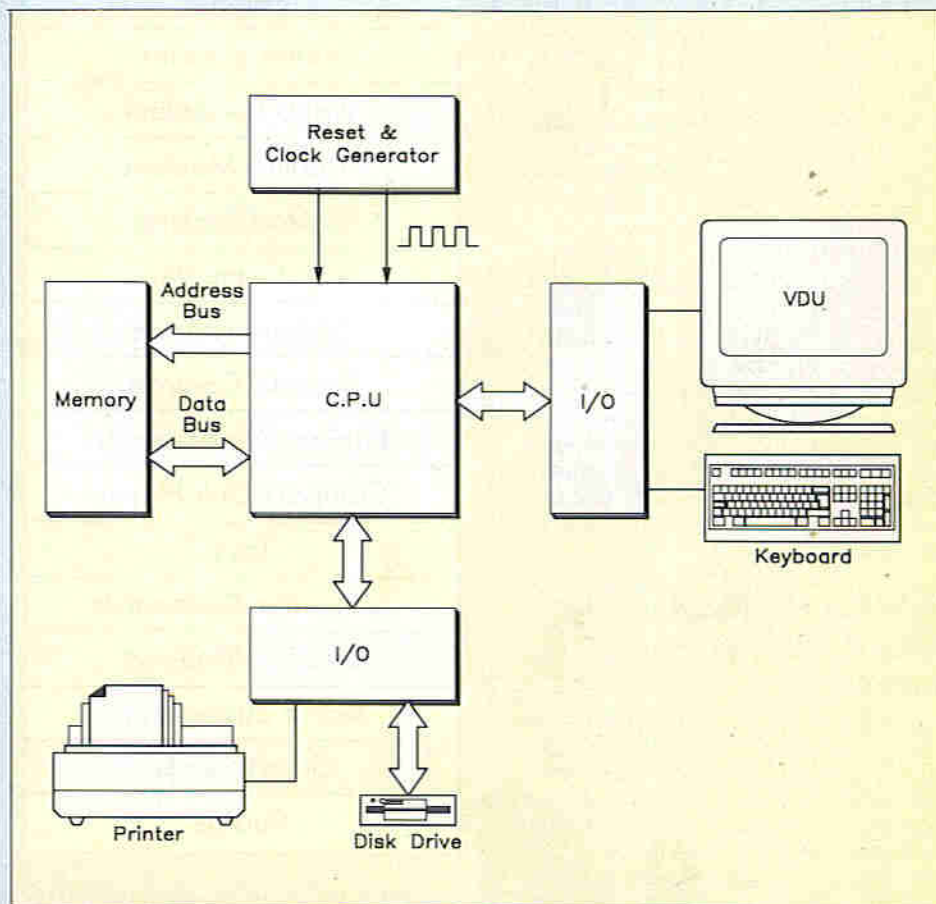 Reset &
Clock Generator
Address
Bus
VDU
Memory
Data
Bus
C.P.U
I/O
Keyboard
I/O
Printer
Disk Drive